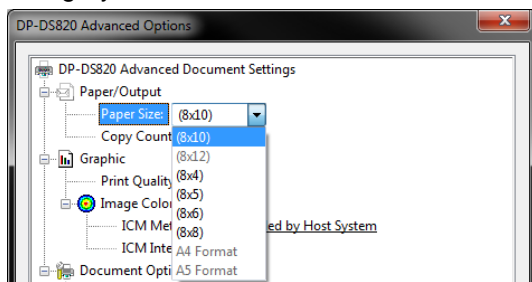 DP-DS820 Advanced Options
DP-DS820 Advanced Document Settings
Paper/Output
Paper Size: (8x10)
Copy Count (8x10)
Graphic (8x12)
(8x4)
Print Quality
(8x5)
Image Color
(8x6)
ICM Met (8x8) ed by Host System
ICM Inte A4 Format
Document Opti A5 Format